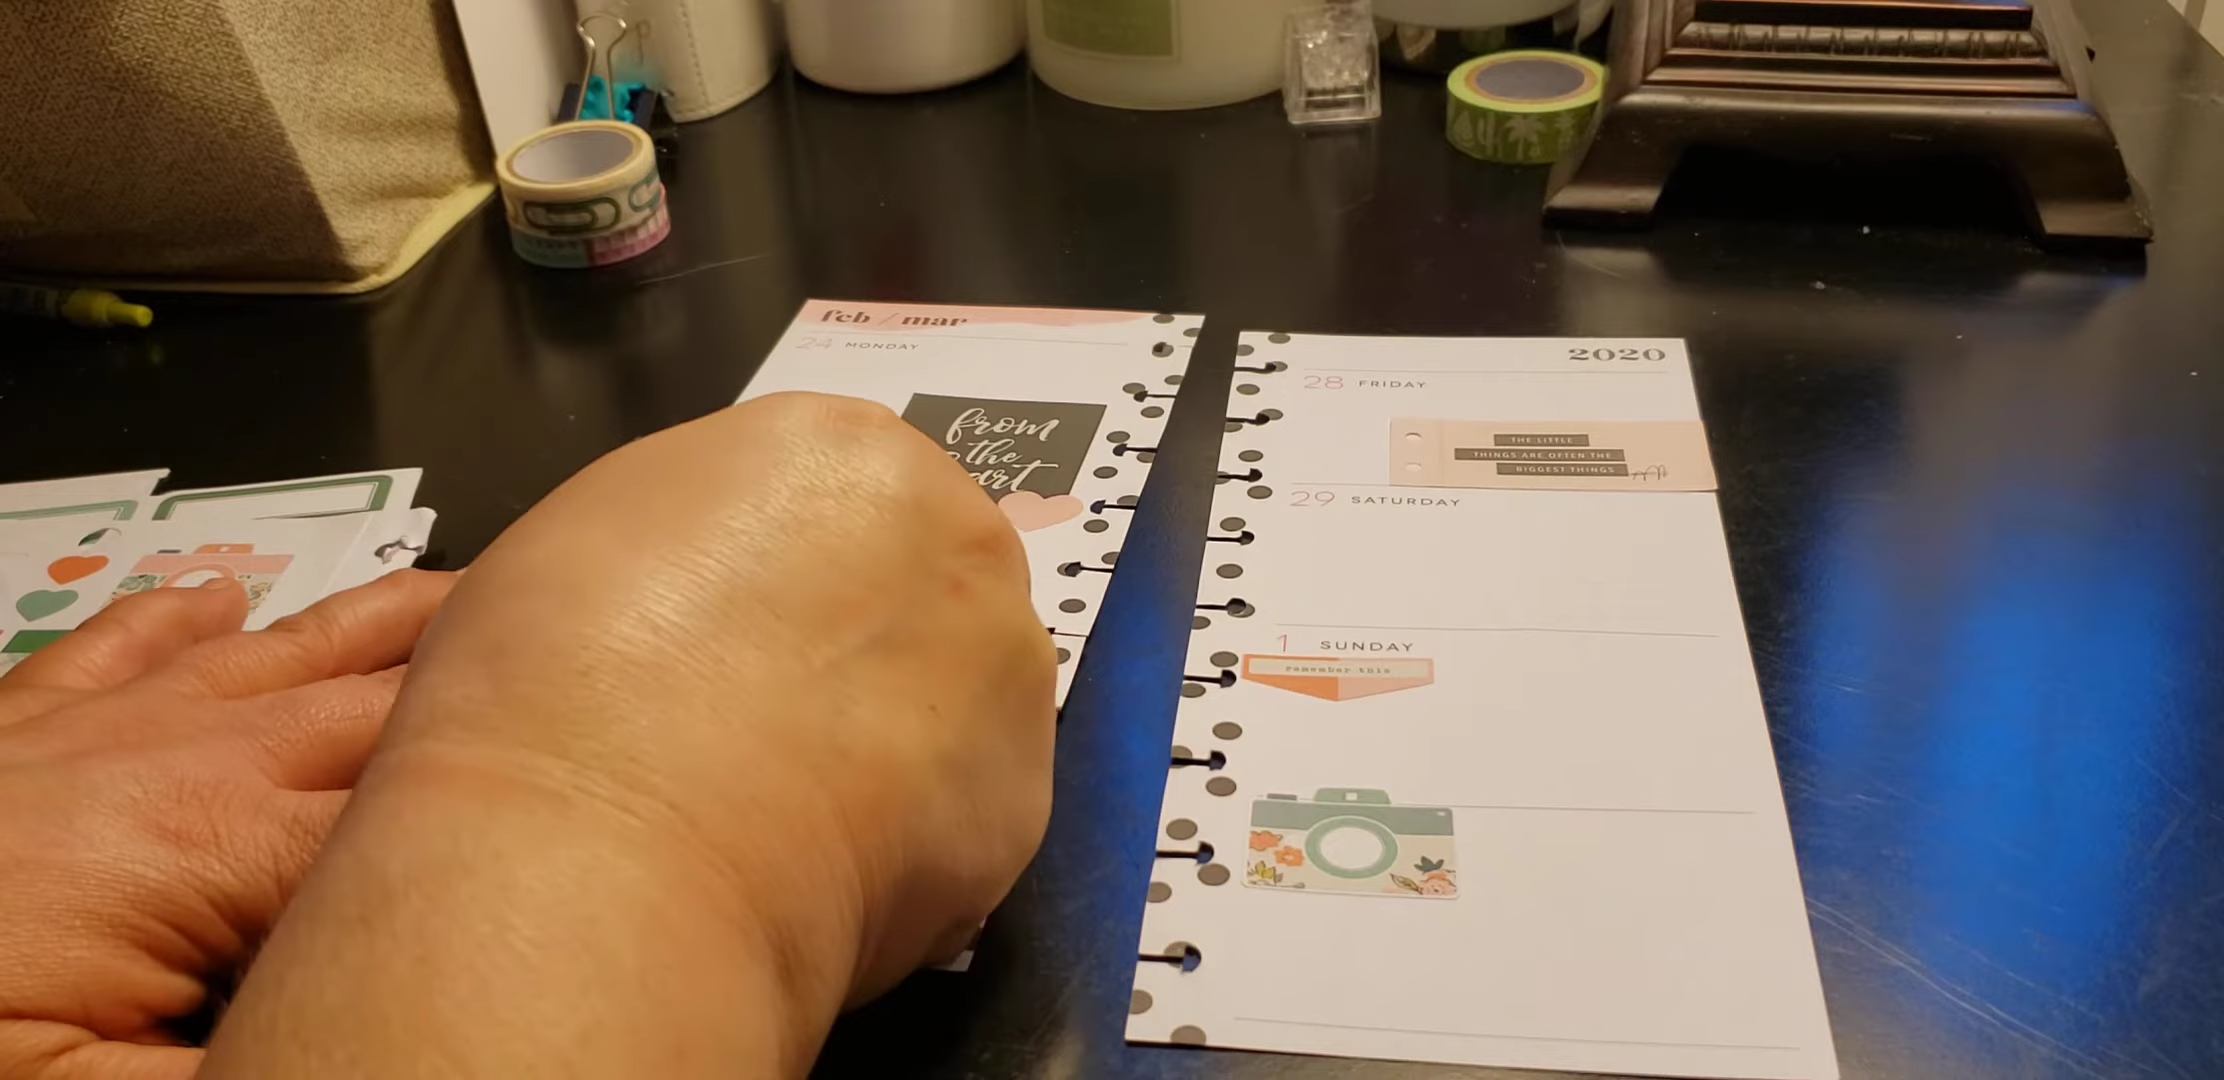 feb / mar
24 MONDAY
from
the
2020
28 FRIDAY
THE LITTLE
THINGS ARE OFTEN THE
BIGGEST THINGS
29 SATURDAY
1 SUNDAY
remember this